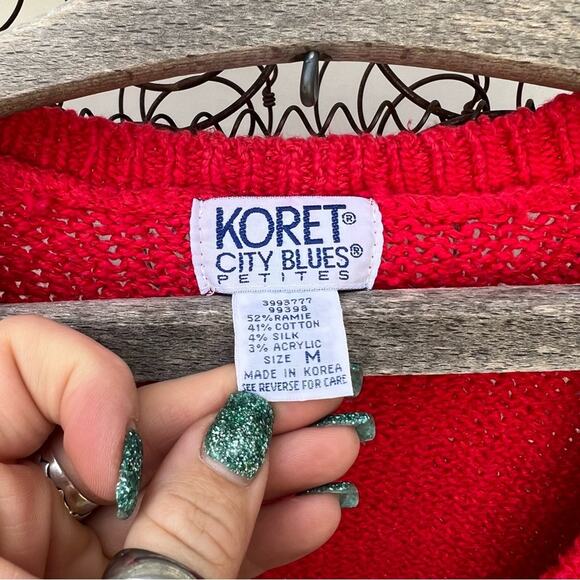 KORET®
CITY BLUES®
PETITES
3993777
99398
52% RAMIE
41% COTTON
4% SILK
3% ACRYLIC
SIZE M
MADE IN KOREA
SEE REVERSE FOR CARE